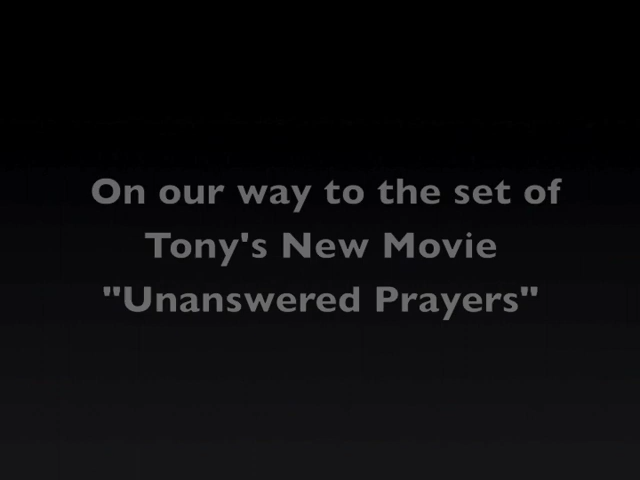 On our way to the set of
Tony's New Movie
"Unanswered Prayers"